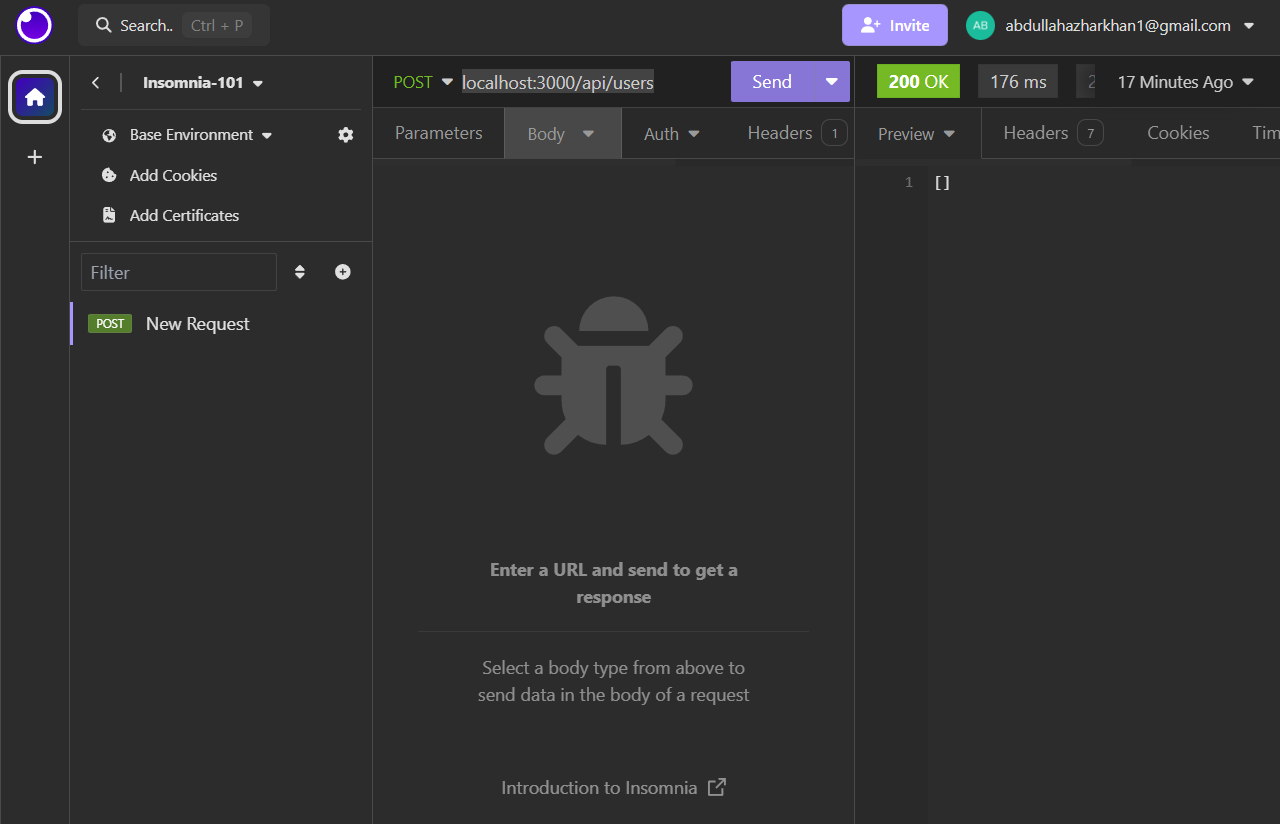 Search.. Ctrl + P
Invite
AB abdullahazharkhan1@gmail.com
Insomnia-101
Base Environment
Add Cookies
Add Certificates
Filter
POST New Request
POST localhost:3000/api/users Send
Parameters Body Auth Headers 1
Enter a URL and send to get a
response
Select a body type from above to
send data in the body of a request
Introduction to Insomnia
200 OK 176 ms 2 17 Minutes Ago
Preview Headers 7 Cookies Tim
1 []